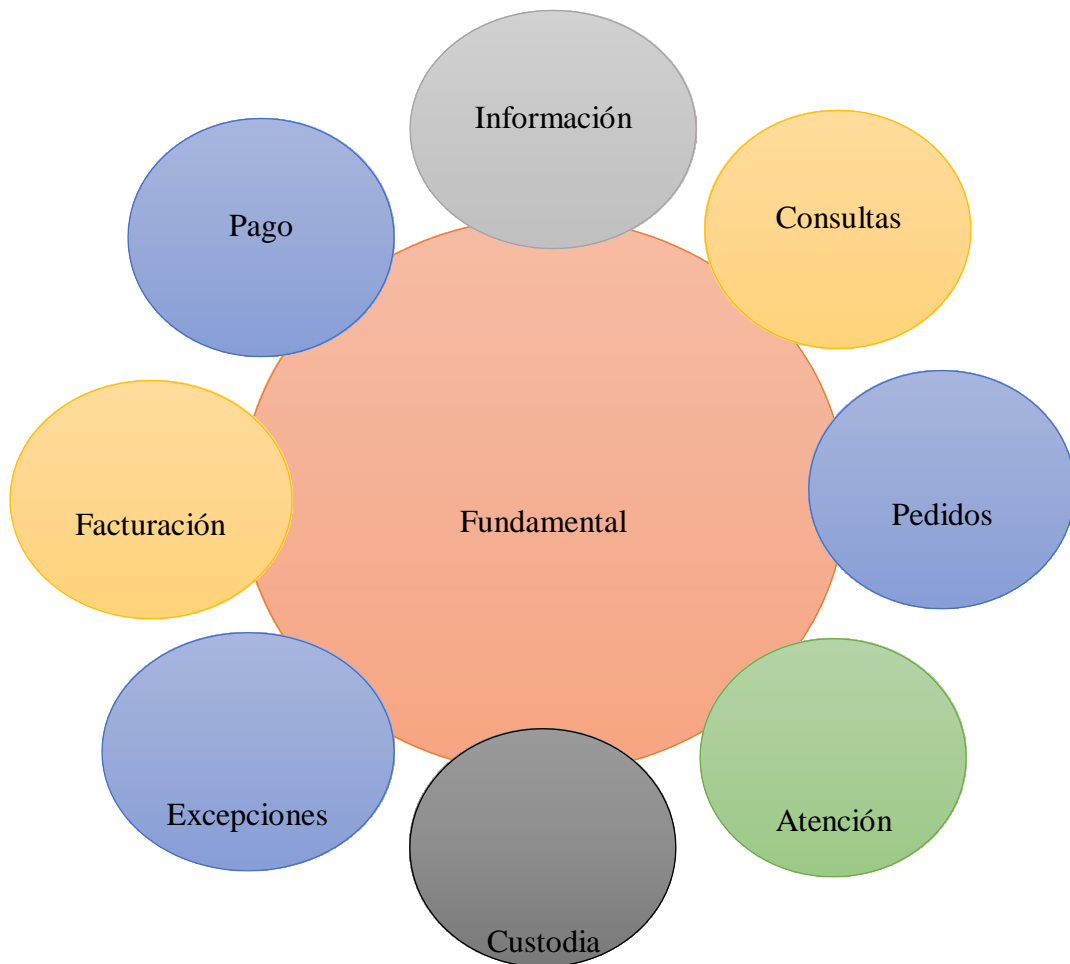 Información
Consultas
Pago
Pedidos
Fundamental
Facturación
Atención
Excepciones
Custodia